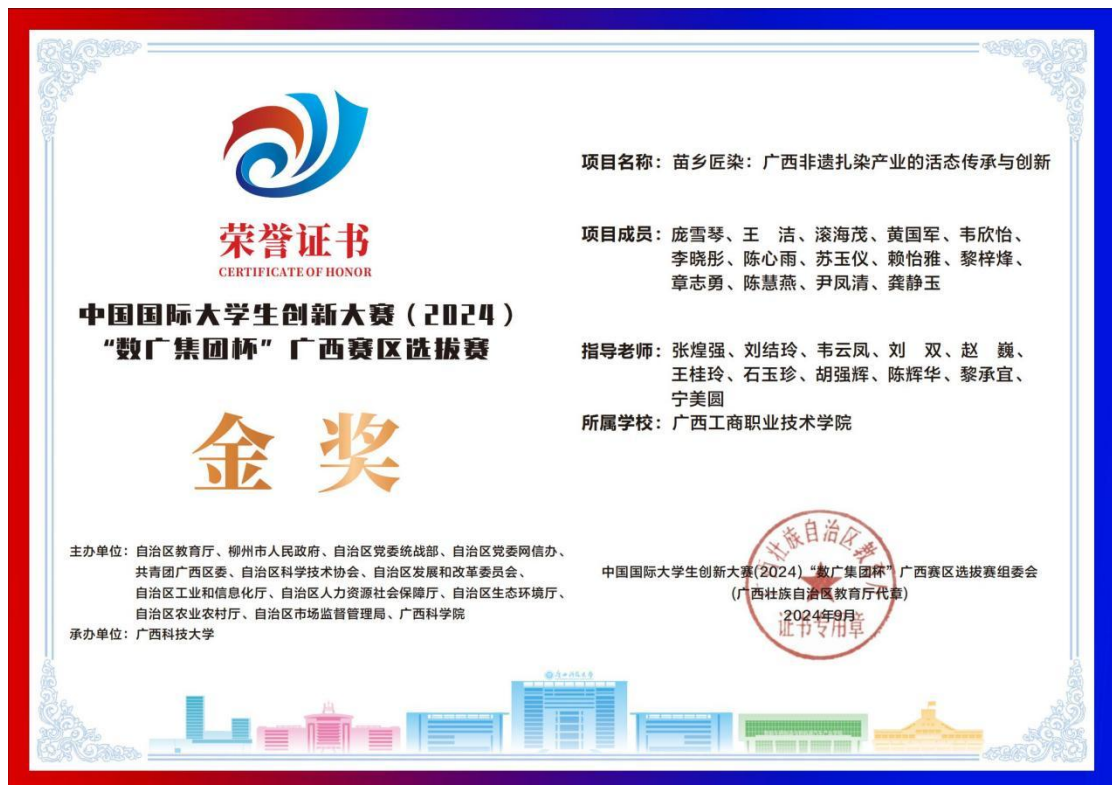 荣誉证书
CERTIFICATE OF HONOR
中国国际大学生创新大赛（2024）
“数广集团杯”广西赛区选拔赛
金奖
主办单位：自治区教育厅、柳州市人民政府、自治区党委统战部、自治区党委网信办、
共青团广西区委、自治区科学技术协会、自治区发展和改革委员会、
自治区工业和信息化厅、自治区人力资源社会保障厅、自治区生态环境厅、
自治区农业农村厅、自治区市场监督管理局、广西科学院
承办单位：广西科技大学
项目名称：苗乡匠染：广西非遗扎染产业的活态传承与创新
项目成员：庞雪琴、王　洁、滚海茂、黄国军、韦欣怡、
李晓彤、陈心雨、苏玉仪、赖怡雅、黎梓烽、
章志勇、陈慧燕、尹凤清、龚静玉
指导老师：张煌强、刘结玲、韦云凤、刘　双、赵　巍、
王桂玲、石玉珍、胡强辉、陈辉华、黎承宜、
宁美圆
所属学校：广西工商职业技术学院
中国国际大学生创新大赛(2024)“数广集团杯”广西赛区选拔赛组委会
(广西壮族自治区教育厅代章)
2024年9月
广西壮族自治区教育厅
证书专用章